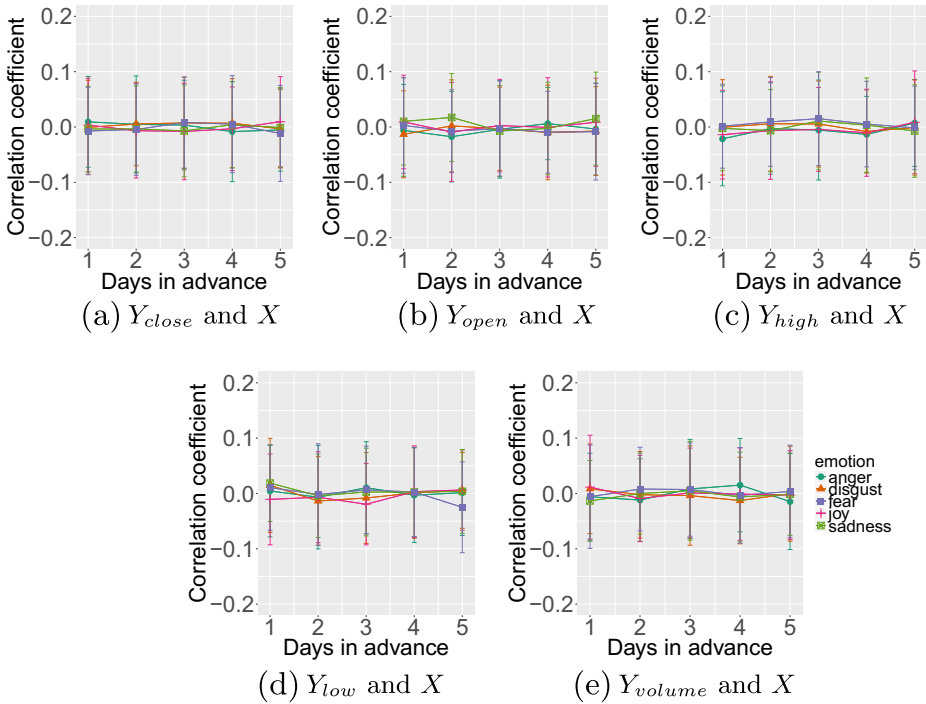 Correlation coefficient
0.2
0.1
0.0
−0.1
−0.2
1 2 3 4 5
Days in advance
(a) Y_close and X
Correlation coefficient
0.2
0.1
0.0
−0.1
−0.2
1 2 3 4 5
Days in advance
(b) Y_open and X
Correlation coefficient
0.2
0.1
0.0
−0.1
−0.2
1 2 3 4 5
Days in advance
(c) Y_high and X
Correlation coefficient
0.2
0.1
0.0
−0.1
−0.2
1 2 3 4 5
Days in advance
(d) Y_low and X
Correlation coefficient
0.2
0.1
0.0
−0.1
−0.2
1 2 3 4 5
Days in advance
(e) Y_volume and X
emotion
anger
disgust
fear
joy
sadness